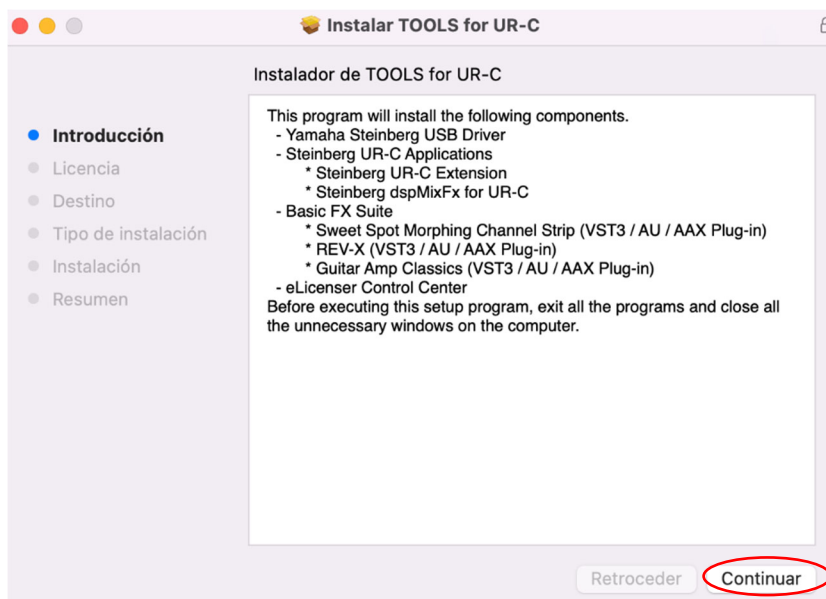 Instalar TOOLS for UR-C
Instalador de TOOLS for UR-C
Introducción
Licencia
Destino
Tipo de instalación
Instalación
Resumen
This program will install the following components.
- Yamaha Steinberg USB Driver
- Steinberg UR-C Applications
* Steinberg UR-C Extension
* Steinberg dspMixFx for UR-C
- Basic FX Suite
* Sweet Spot Morphing Channel Strip (VST3 / AU / AAX Plug-in)
* REV-X (VST3 / AU / AAX Plug-in)
* Guitar Amp Classics (VST3 / AU / AAX Plug-in)
- eLicenser Control Center
Before executing this setup program, exit all the programs and close all
the unnecessary windows on the computer.
Retroceder
Continuar